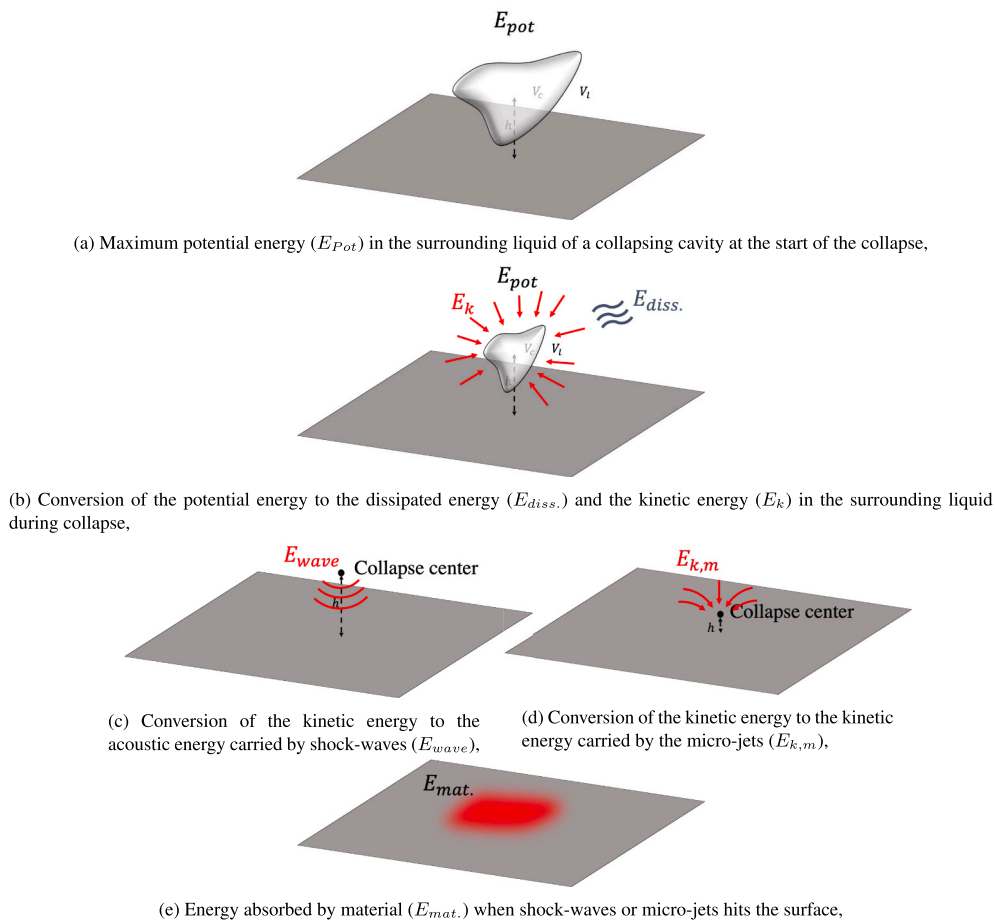 E_pot
V_c V_l
h
(a) Maximum potential energy (E_Pot) in the surrounding liquid of a collapsing cavity at the start of the collapse,
E_pot
E_k
E_diss.
V_c V_l
h
(b) Conversion of the potential energy to the dissipated energy (E_diss.) and the kinetic energy (E_k) in the surrounding liquid
during collapse,
E_wave
Collapse center
h
(c) Conversion of the kinetic energy to the
acoustic energy carried by shock-waves (E_wave),
E_k,m
Collapse center
h
(d) Conversion of the kinetic energy to the kinetic
energy carried by the micro-jets (E_k,m),
E_mat.
(e) Energy absorbed by material (E_mat.) when shock-waves or micro-jets hits the surface,